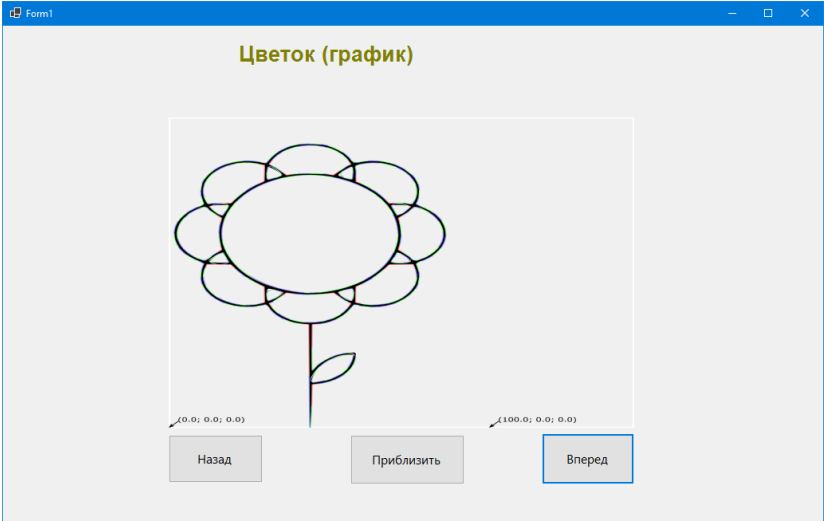 Form1
Цветок (график)
(0.0; 0.0; 0.0)
(100.0; 0.0; 0.0)
Назад
Приблизить
Вперед